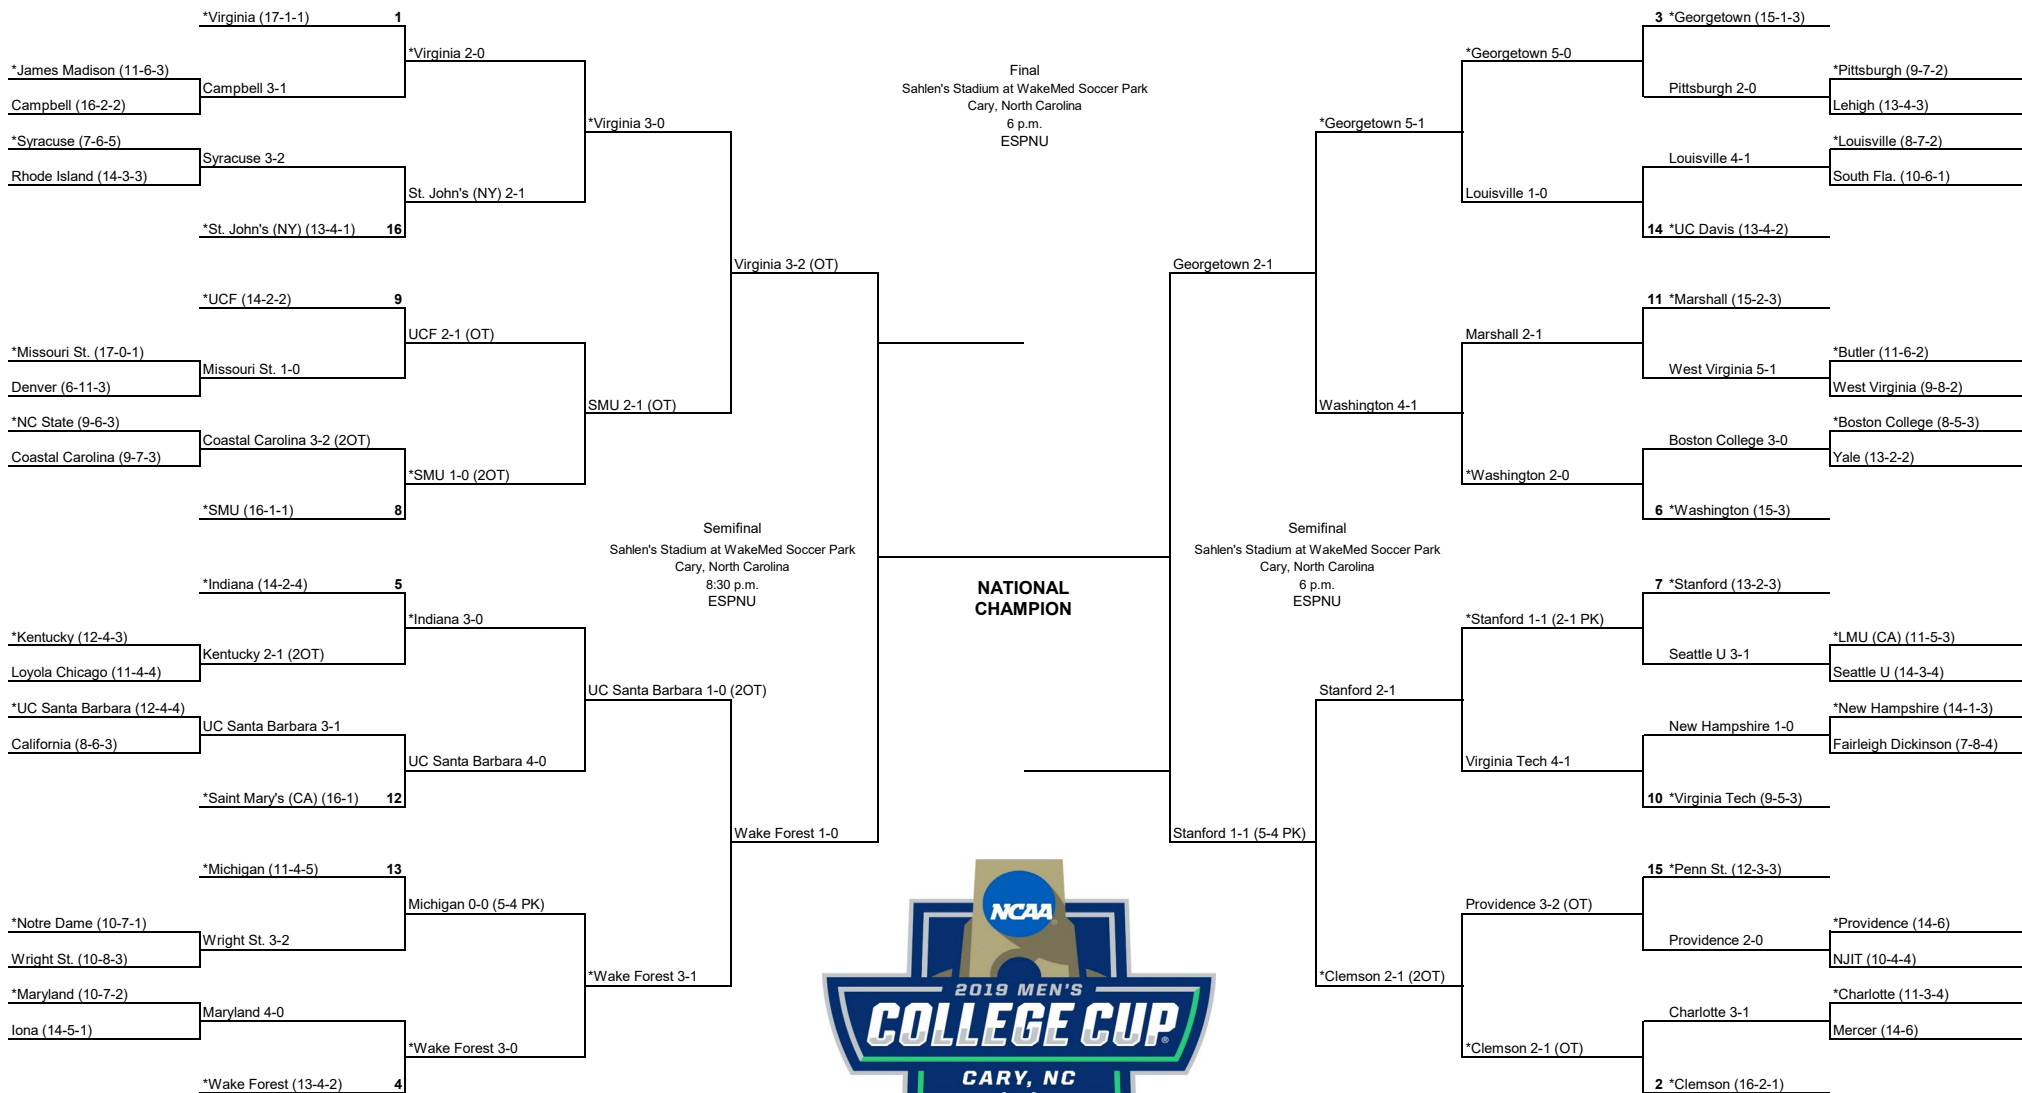 *Virginia (17-1-1) 1
*Virginia 2-0
*James Madison (11-6-3)
Campbell 3-1
Campbell (16-2-2)
*Virginia 3-0
*Syracuse (7-6-5)
Syracuse 3-2
Rhode Island (14-3-3)
St. John's (NY) 2-1
*St. John's (NY) (13-4-1) 16
Virginia 3-2 (OT)
*UCF (14-2-2) 9
UCF 2-1 (OT)
*Missouri St. (17-0-1)
Missouri St. 1-0
Denver (6-11-3)
SMU 2-1 (OT)
*NC State (9-6-3)
Coastal Carolina 3-2 (2OT)
Coastal Carolina (9-7-3)
*SMU 1-0 (2OT)
*SMU (16-1-1) 8
Semifinal
Sahlen's Stadium at WakeMed Soccer Park
Cary, North Carolina
8:30 p.m.
ESPNU
*Indiana (14-2-4) 5
*Indiana 3-0
*Kentucky (12-4-3)
Kentucky 2-1 (2OT)
Loyola Chicago (11-4-4)
UC Santa Barbara 1-0 (2OT)
*UC Santa Barbara (12-4-4)
UC Santa Barbara 3-1
California (8-6-3)
UC Santa Barbara 4-0
*Saint Mary's (CA) (16-1) 12
Wake Forest 1-0
*Michigan (11-4-5) 13
Michigan 0-0 (5-4 PK)
*Notre Dame (10-7-1)
Wright St. 3-2
Wright St. (10-8-3)
*Wake Forest 3-1
*Maryland (10-7-2)
Maryland 4-0
Iona (14-5-1)
*Wake Forest 3-0
*Wake Forest (13-4-2) 4
Final
Sahlen's Stadium at WakeMed Soccer Park
Cary, North Carolina
6 p.m.
ESPNU
NATIONAL
CHAMPION
NCAA
2019 MEN'S
COLLEGE CUP®
CARY, NC
3 *Georgetown (15-1-3)
*Georgetown 5-0
*Pittsburgh (9-7-2)
Pittsburgh 2-0
Lehigh (13-4-3)
*Georgetown 5-1
*Louisville (8-7-2)
Louisville 4-1
South Fla. (10-6-1)
Louisville 1-0
14 *UC Davis (13-4-2)
Georgetown 2-1
11 *Marshall (15-2-3)
Marshall 2-1
*Butler (11-6-2)
West Virginia 5-1
West Virginia (9-8-2)
Washington 4-1
*Boston College (8-5-3)
Boston College 3-0
Yale (13-2-2)
*Washington 2-0
6 *Washington (15-3)
Semifinal
Sahlen's Stadium at WakeMed Soccer Park
Cary, North Carolina
6 p.m.
ESPNU
7 *Stanford (13-2-3)
*Stanford 1-1 (2-1 PK)
*LMU (CA) (11-5-3)
Seattle U 3-1
Seattle U (14-3-4)
Stanford 2-1
*New Hampshire (14-1-3)
New Hampshire 1-0
Fairleigh Dickinson (7-8-4)
Virginia Tech 4-1
10 *Virginia Tech (9-5-3)
Stanford 1-1 (5-4 PK)
15 *Penn St. (12-3-3)
Providence 3-2 (OT)
*Providence (14-6)
Providence 2-0
NJIT (10-4-4)
*Clemson 2-1 (2OT)
*Charlotte (11-3-4)
Charlotte 3-1
Mercer (14-6)
*Clemson 2-1 (OT)
2 *Clemson (16-2-1)